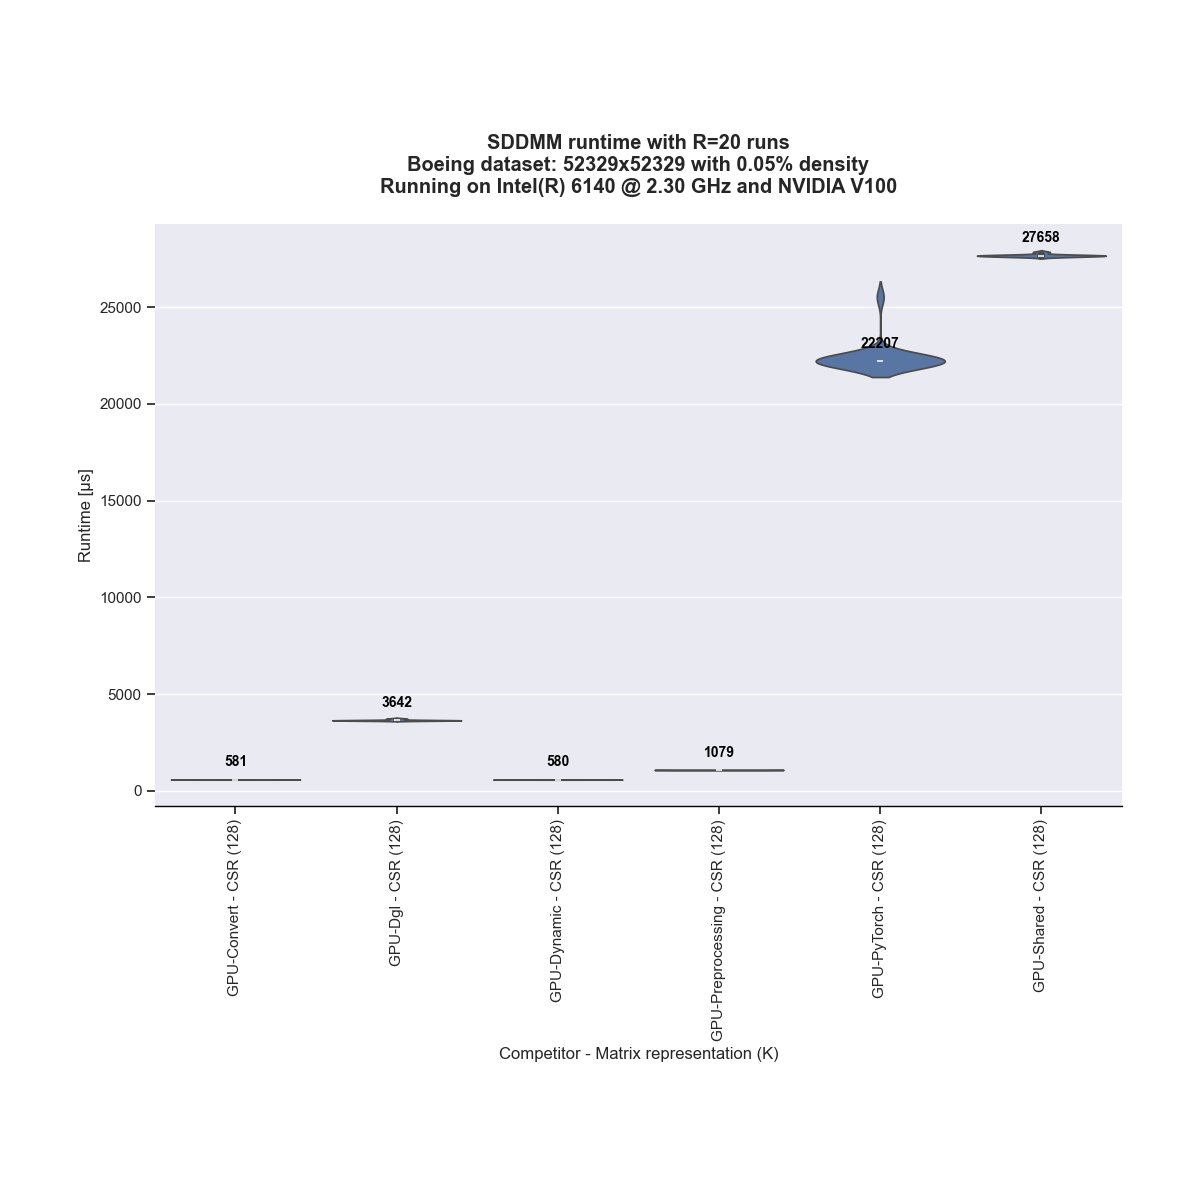 SDDMM runtime with R=20 runs
Boeing dataset: 52329x52329 with 0.05% density
Running on Intel(R) 6140 @ 2.30 GHz and NVIDIA V100
Runtime [µs]
25000
20000
15000
10000
5000
0
581
3642
580
1079
22207
27658
GPU-Convert - CSR (128)
GPU-Dgl - CSR (128)
GPU-Dynamic - CSR (128)
GPU-Preprocessing - CSR (128)
GPU-PyTorch - CSR (128)
GPU-Shared - CSR (128)
Competitor - Matrix representation (K)